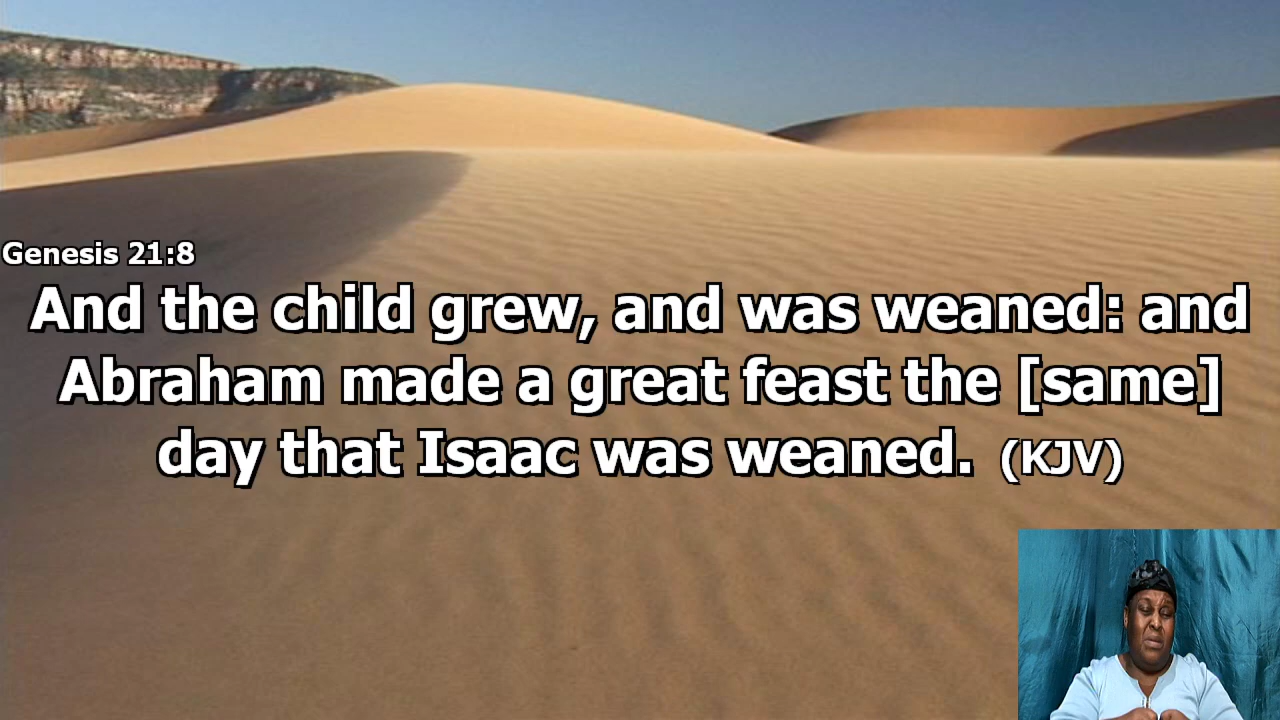 Genesis 21:8
And the child grew, and was weaned: and
Abraham made a great feast the [same]
day that Isaac was weaned. (KJV)